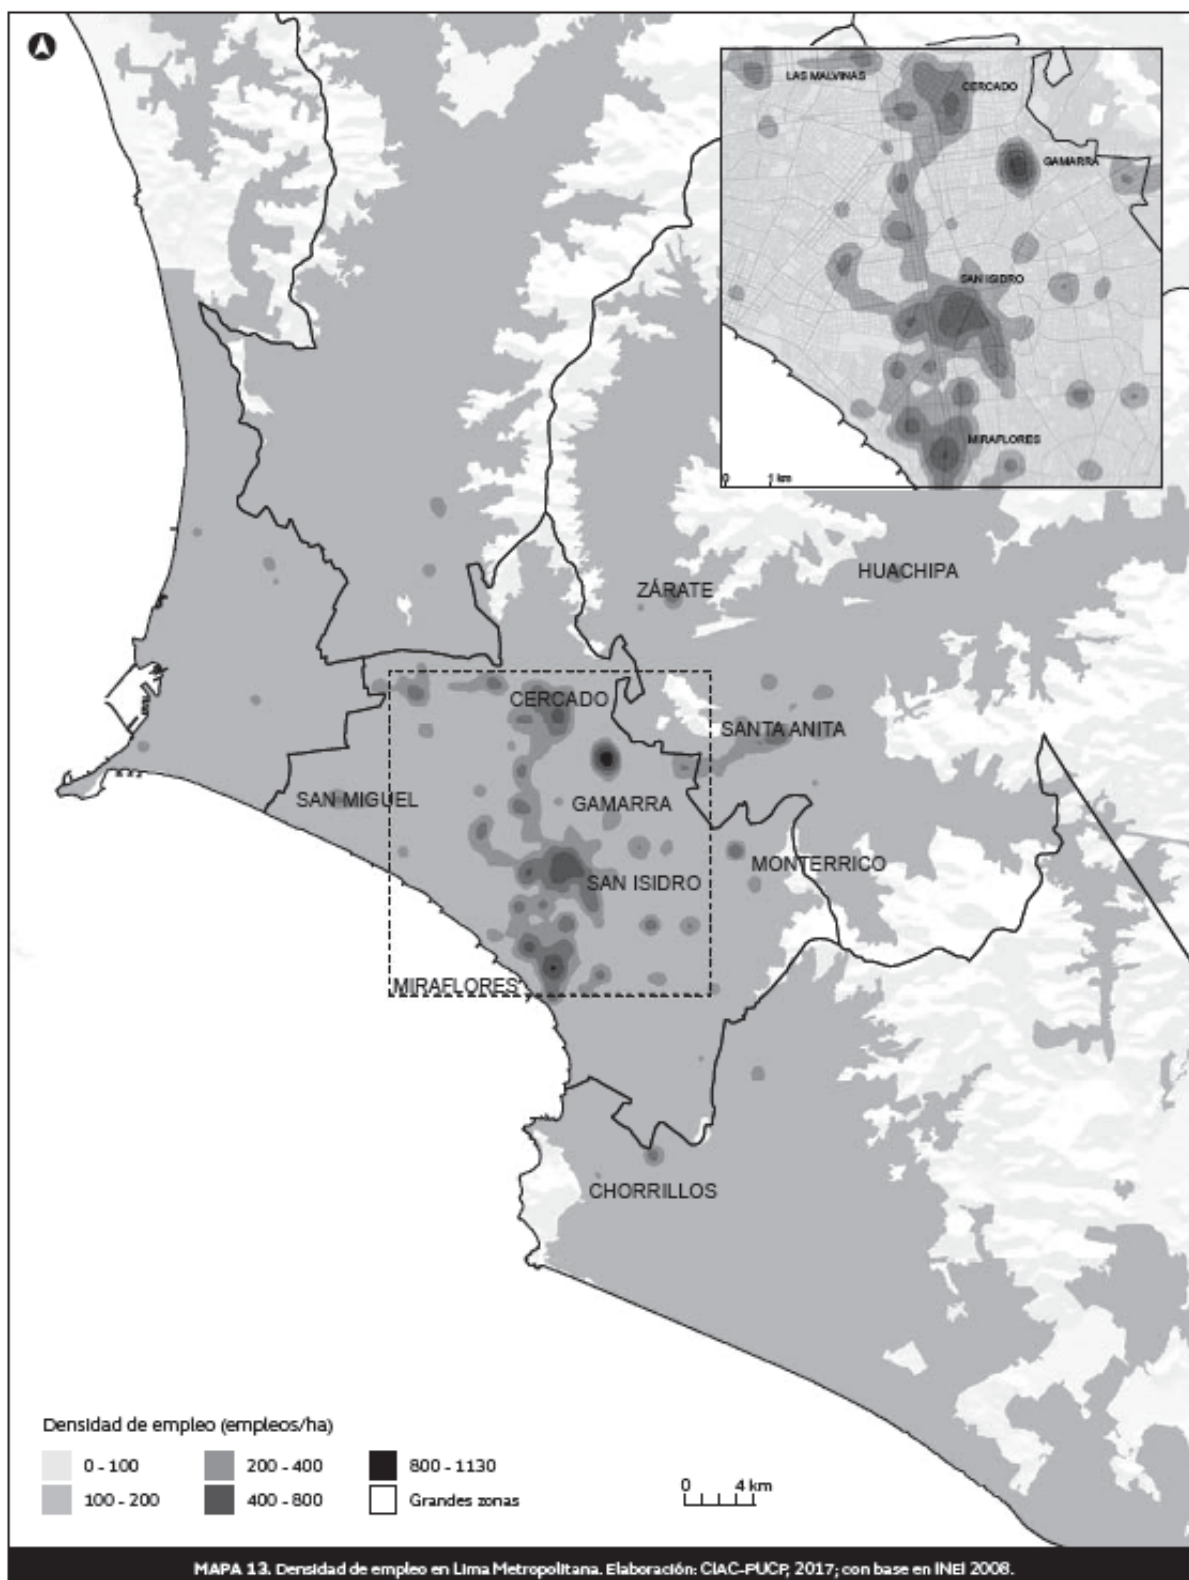 LAS MALVINAS
CERCADO
GAMARRA
SAN ISIDRO
MIRAFLORES
0 1 km
HUACHIPA
ZÁRATE
CERCADO
SANTA ANITA
SAN MIGUEL
GAMARRA
MONTERRICO
SAN ISIDRO
MIRAFLORES
CHORRILLOS
Densidad de empleo (empleos/ha)
0 - 100
200 - 400
800 - 1130
100 - 200
400 - 800
Grandes zonas
0 4 km
MAPA 13. Densidad de empleo en Lima Metropolitana. Elaboración: CIAC-PUCP, 2017; con base en INEI 2008.